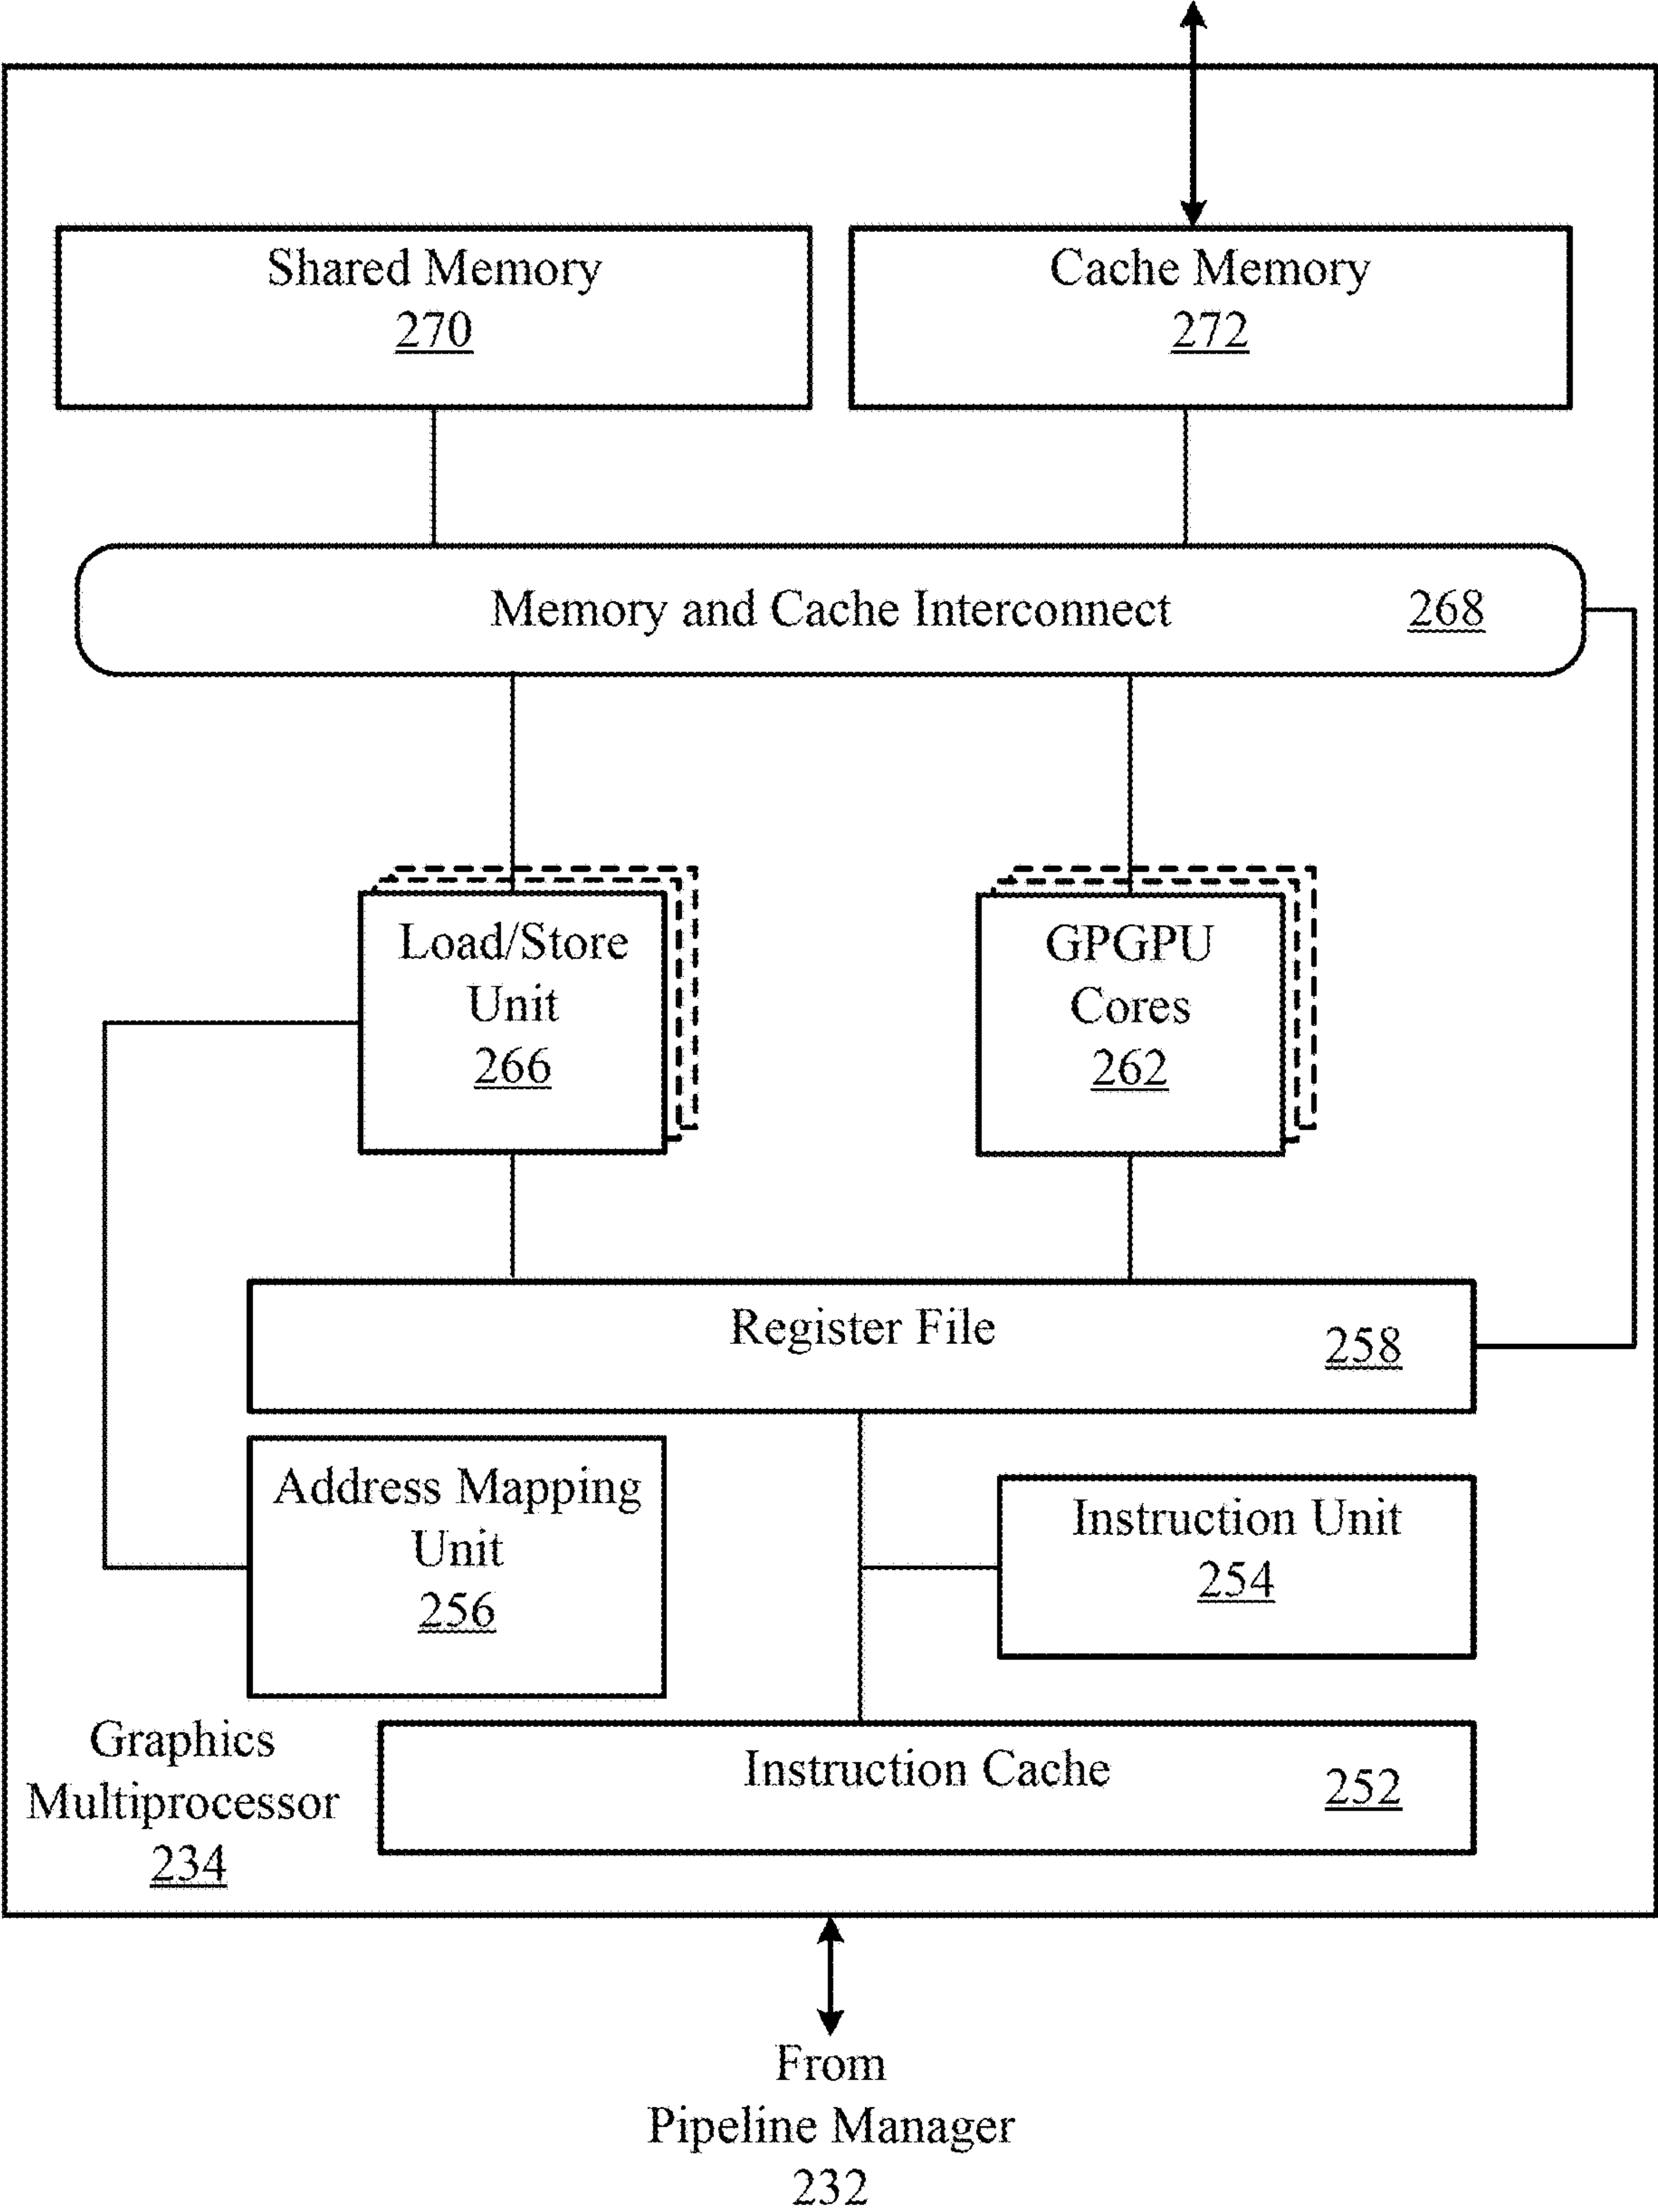 Shared Memory
270
Cache Memory
272
Memory and Cache Interconnect 268
Load/Store
Unit
266
GPGPU
Cores
262
Register File 258
Address Mapping
Unit
256
Instruction Unit
254
Graphics
Multiprocessor
234
Instruction Cache 252
From
Pipeline Manager
232